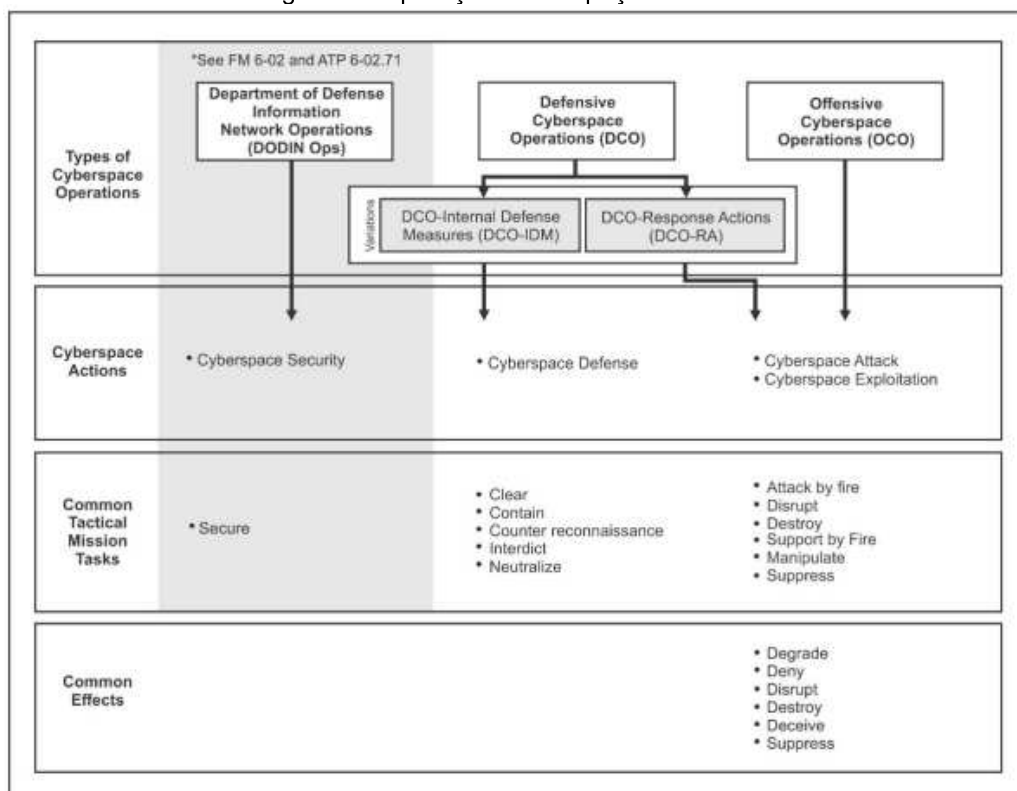 *See FM 6-02 and ATP 6-02.71
Department of Defense
Information
Network Operations
(DODIN Ops)
Defensive
Cyberspace
Operations (DCO)
Offensive
Cyberspace
Operations (OCO)
Types of
Cyberspace
Operations
Variations
DCO-Internal Defense
Measures (DCO-IDM)
DCO-Response Actions
(DCO-RA)
Cyberspace
Actions
• Cyberspace Security
• Cyberspace Defense
• Cyberspace Attack
• Cyberspace Exploitation
Common
Tactical
Mission
Tasks
• Secure
• Clear
• Contain
• Counter reconnaissance
• Interdict
• Neutralize
• Attack by fire
• Disrupt
• Destroy
• Support by Fire
• Manipulate
• Suppress
Common
Effects
• Degrade
• Deny
• Disrupt
• Destroy
• Deceive
• Suppress